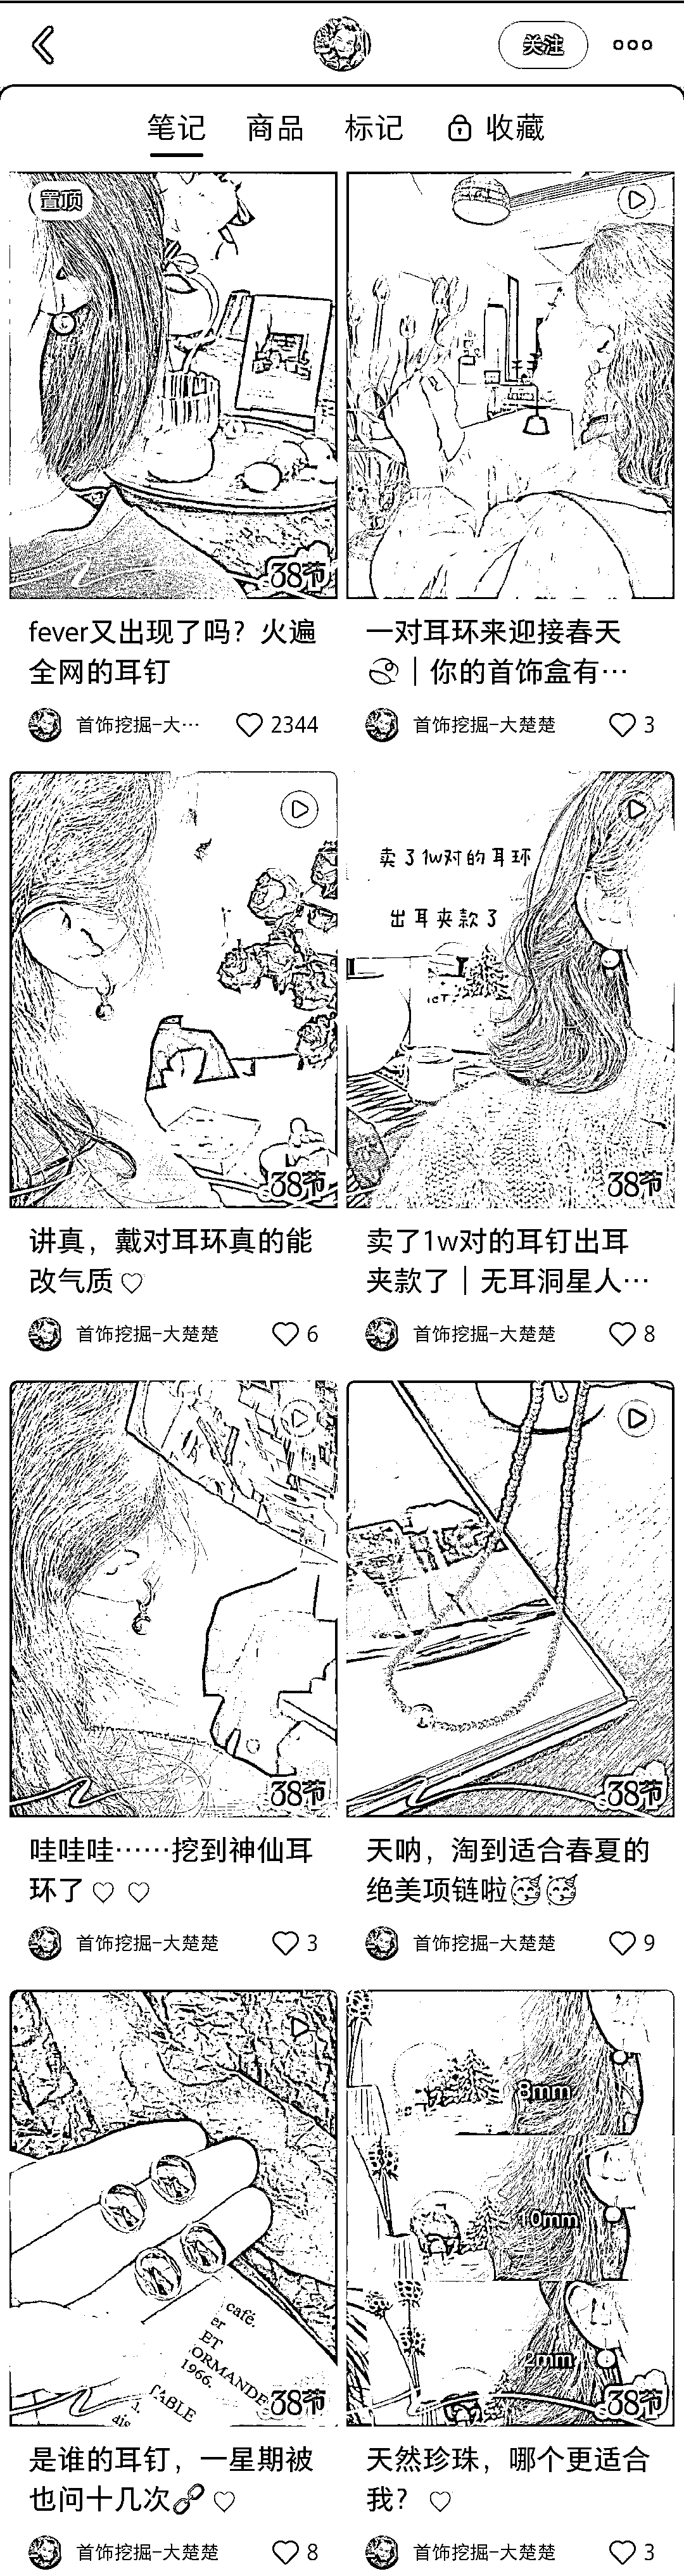 关注
笔记 商品 标记 收藏
置顶
38节
fever又出现了吗？火遍
全网的耳钉
首饰挖掘-大… 2344
一对耳环来迎接春天
｜你的首饰盒有…
首饰挖掘-大楚楚 3
38节
讲真，戴对耳环真的能
改气质♡
首饰挖掘-大楚楚 6
卖了1w对的耳环
出耳夹款了
38节
卖了1w对的耳钉出耳
夹款了｜无耳洞星人…
首饰挖掘-大楚楚 8
38节
哇哇哇……挖到神仙耳
环了♡ ♡
首饰挖掘-大楚楚 3
38节
天呐，淘到适合春夏的
绝美项链啦🥳🥳
首饰挖掘-大楚楚 9
café.
er
ET
ORMANDE
1966.
TABLE
38节
是谁的耳钉，一星期被
也问十几次🔗♡
首饰挖掘-大楚楚 8
8mm
10mm
2mm
38节
天然珍珠，哪个更适合
我？ ♡
首饰挖掘-大楚楚 3